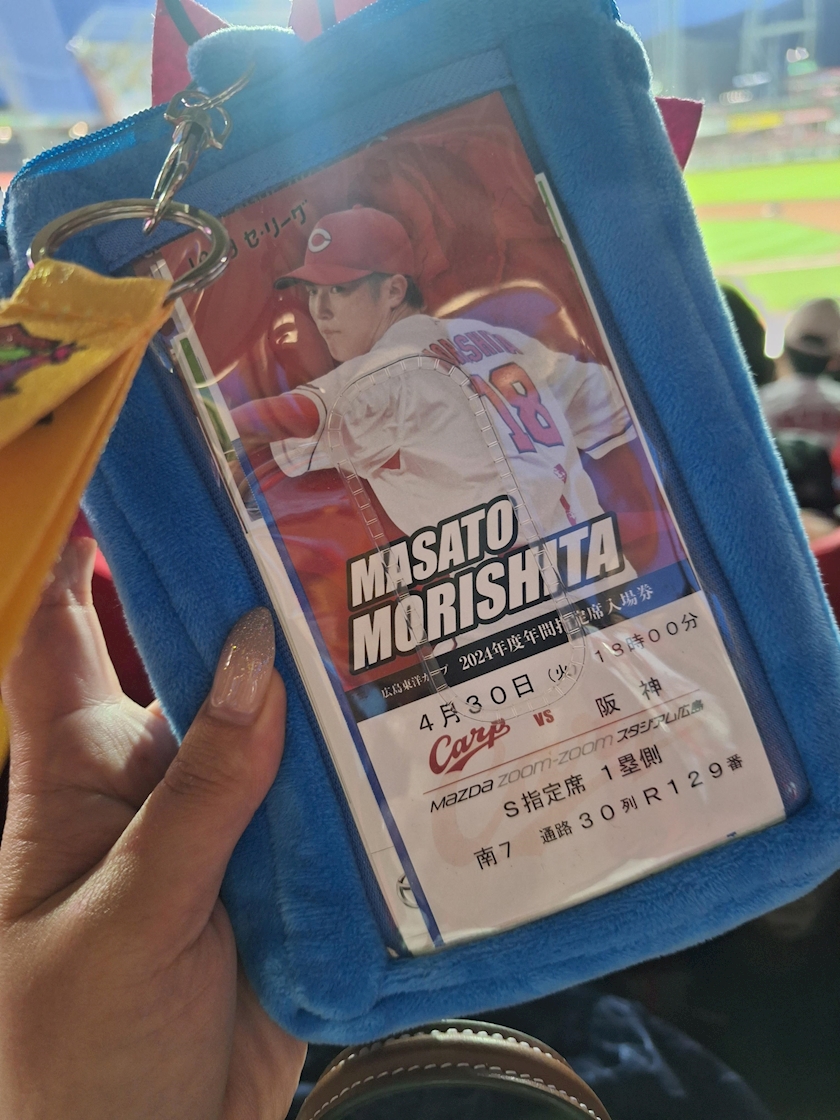 セ・リーグ
18
MASATO
MORISHITA
広島東洋カープ 2024年度年間指定席入場券
4月30日(火) 18時00分
Carp VS 阪神
MAZDA zoom-zoom スタジアム広島
S指定席 1塁側
南7 通路 30列 R129番